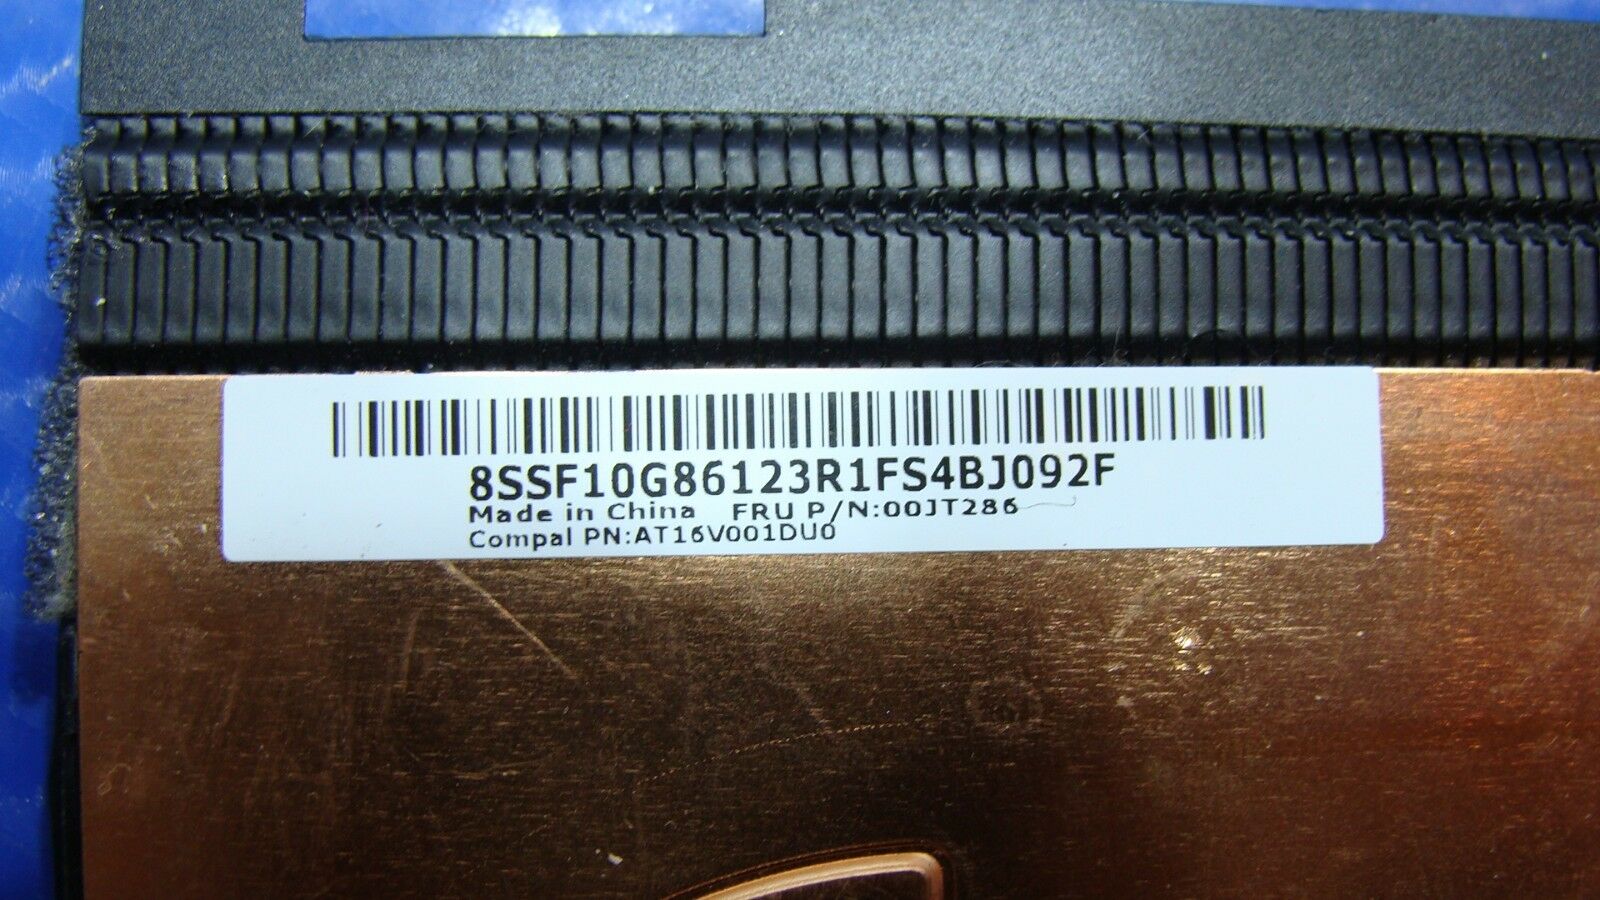 8SSF10G86123R1FS4BJ092F
Made in China FRU P/N:00JT286
Compal PN:AT16V001DU0